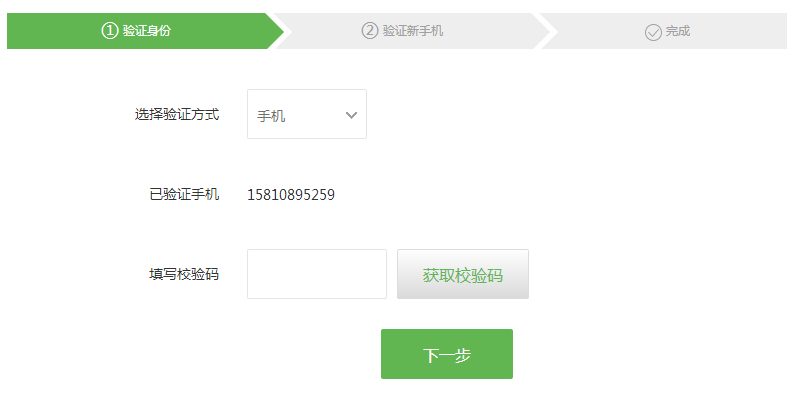 ① 验证身份
② 验证新手机
完成
选择验证方式
手机
已验证手机
15810895259
填写校验码
获取校验码
下一步